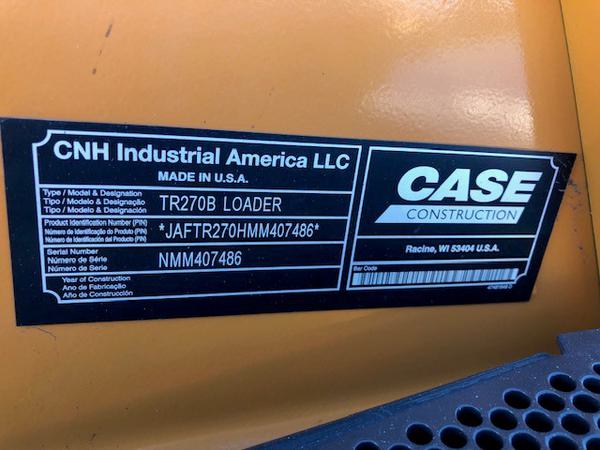 CNH Industrial America LLC
MADE IN U.S.A.
Type / Model & Designation
Tipo / Modelo & Designação
Tipo / Modelo & Designación
TR270B LOADER
Product Identification Number (PIN)
Número de Identificação do Produto (PIN)
Número de Identificación del Producto (PIN)
*JAFTR270HMM407486*
Serial Number
Número de Série
Número de Serie
NMM407486
Year of Construction
Ano de Fabricação
Año de Construcción
CASE
CONSTRUCTION
Racine, WI 53404 U.S.A.
Bar Code